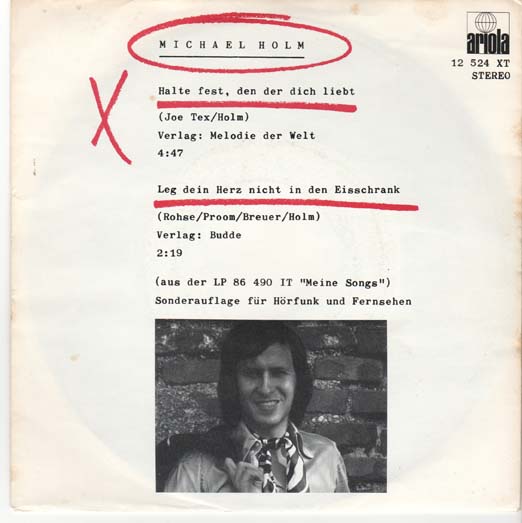 MICHAEL HOLM
ariola
12 524 XT
STEREO
Halte fest, den der dich liebt
(Joe Tex/Holm)
Verlag: Melodie der Welt
4:47
Leg dein Herz nicht in den Eisschrank
(Rohse/Proom/Breuer/Holm)
Verlag: Budde
2:19
(aus der LP 86 490 IT "Meine Songs")
Sonderauflage für Hörfunk und Fernsehen